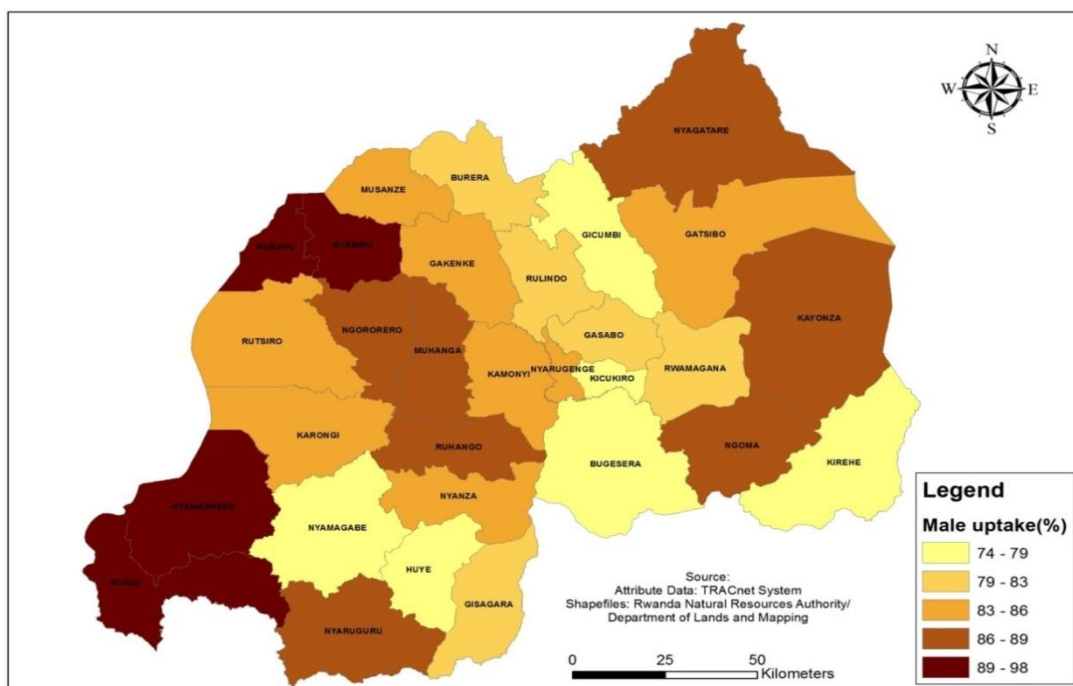 N
W E
S
NYAGATARE
BURERA
MUSANZE
GICUMBI
GATSIBO
RUBAVU
NYABIHU
GAKENKE
RULINDO
KAYONZA
NGORORERO
GASABO
RUTSIRO
MUHANGA
RWAMAGANA
KAMONYI
NYARUGENGE
KICUKIRO
KARONGI
RUHANGO
NGOMA
BUGESERA
KIREHE
NYANZA
NYAMASHEKE
NYAMAGABE
HUYE
RUSIZI
GISAGARA
NYARUGURU
Source:
Attribute Data: TRACnet System
Shapefiles: Rwanda Natural Resources Authority/
Department of Lands and Mapping
0 25 50
Kilometers
Legend
Male uptake(%)
74 - 79
79 - 83
83 - 86
86 - 89
89 - 98